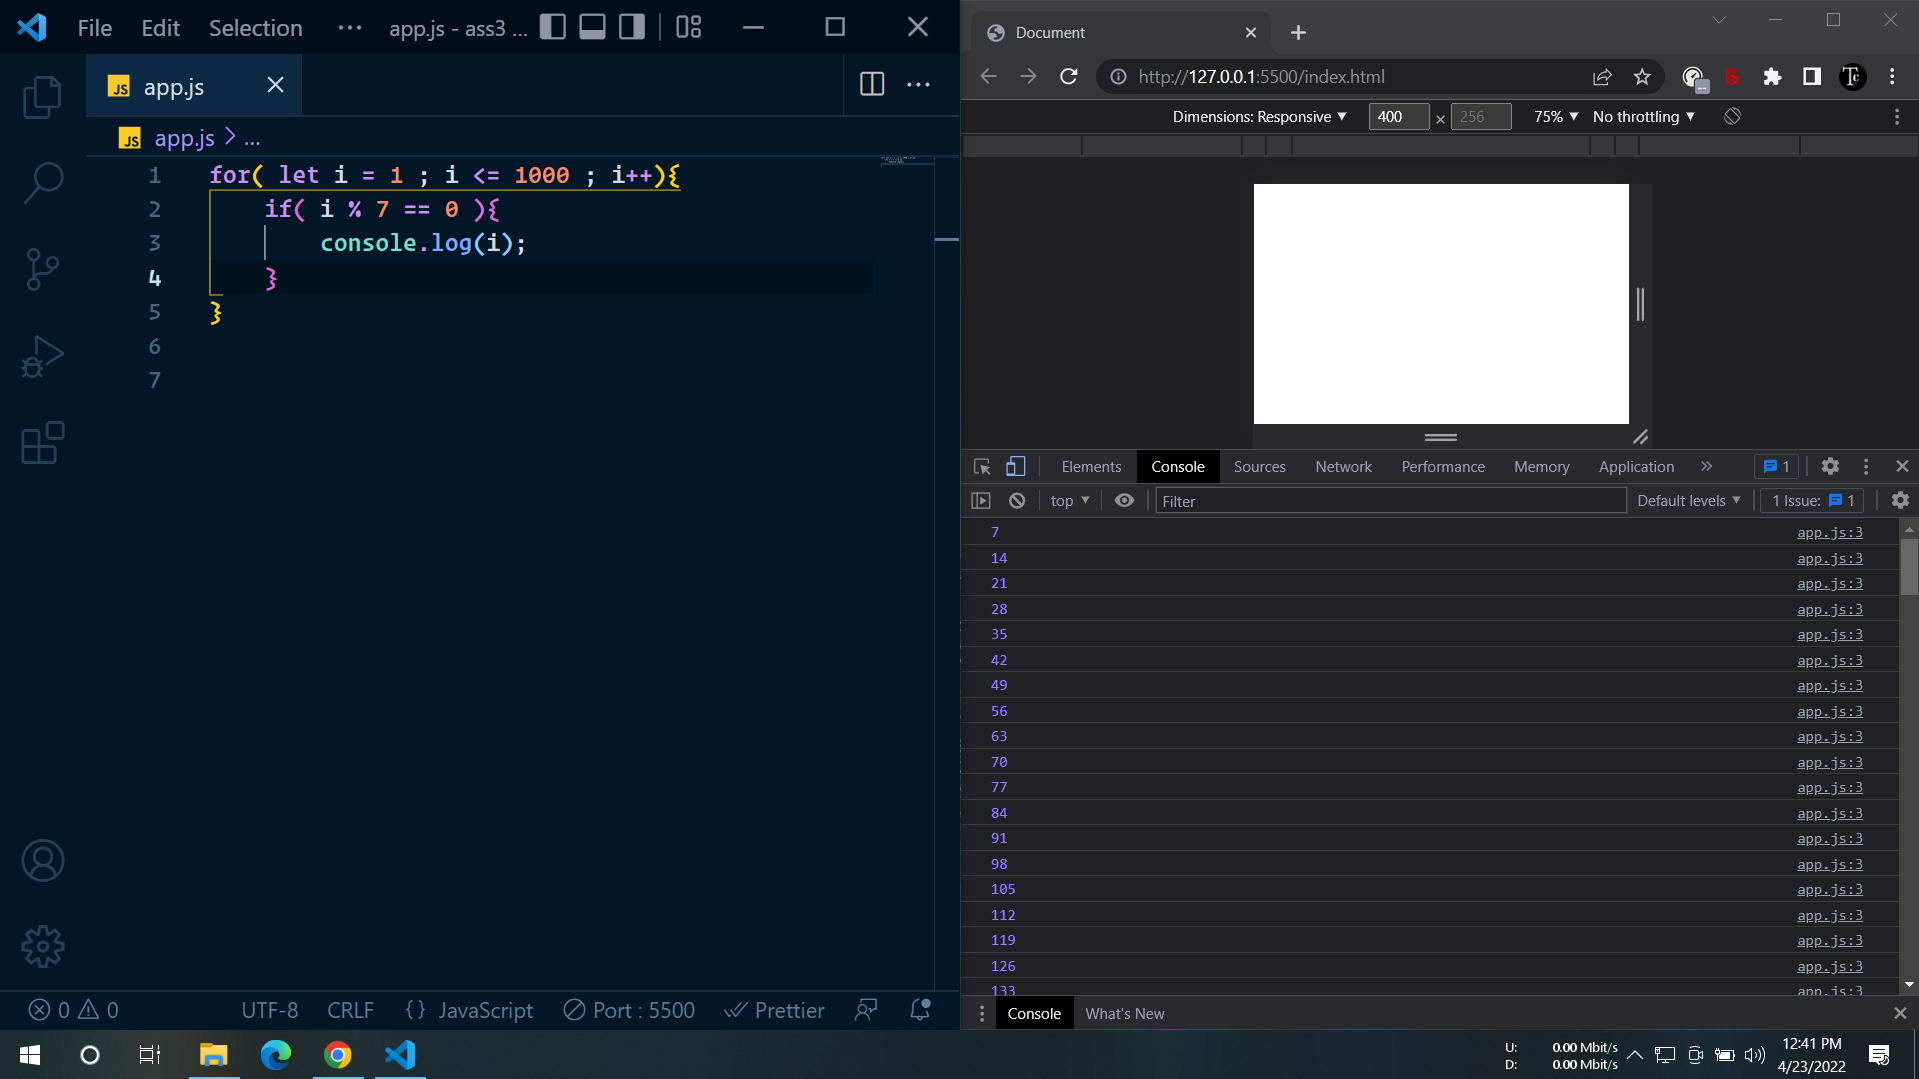 File Edit Selection ··· app.js - ass3 ...
JS app.js
JS app.js > ...
1 for( let i = 1 ; i <= 1000 ; i++){
2 if( i % 7 == 0 ){
3 console.log(i);
4 }
5 }
6
7
0 0 UTF-8 CRLF {} JavaScript Port : 5500 Prettier
Document
http://127.0.0.1:5500/index.html
Dimensions: Responsive 400 × 256 75% No throttling
Elements Console Sources Network Performance Memory Application » 1
top Filter Default levels 1 Issue: 1
7 app.js:3
14 app.js:3
21 app.js:3
28 app.js:3
35 app.js:3
42 app.js:3
49 app.js:3
56 app.js:3
63 app.js:3
70 app.js:3
77 app.js:3
84 app.js:3
91 app.js:3
98 app.js:3
105 app.js:3
112 app.js:3
119 app.js:3
126 app.js:3
133 app.js:3
Console What's New
U: 0.00 Mbit/s
D: 0.00 Mbit/s
12:41 PM
4/23/2022